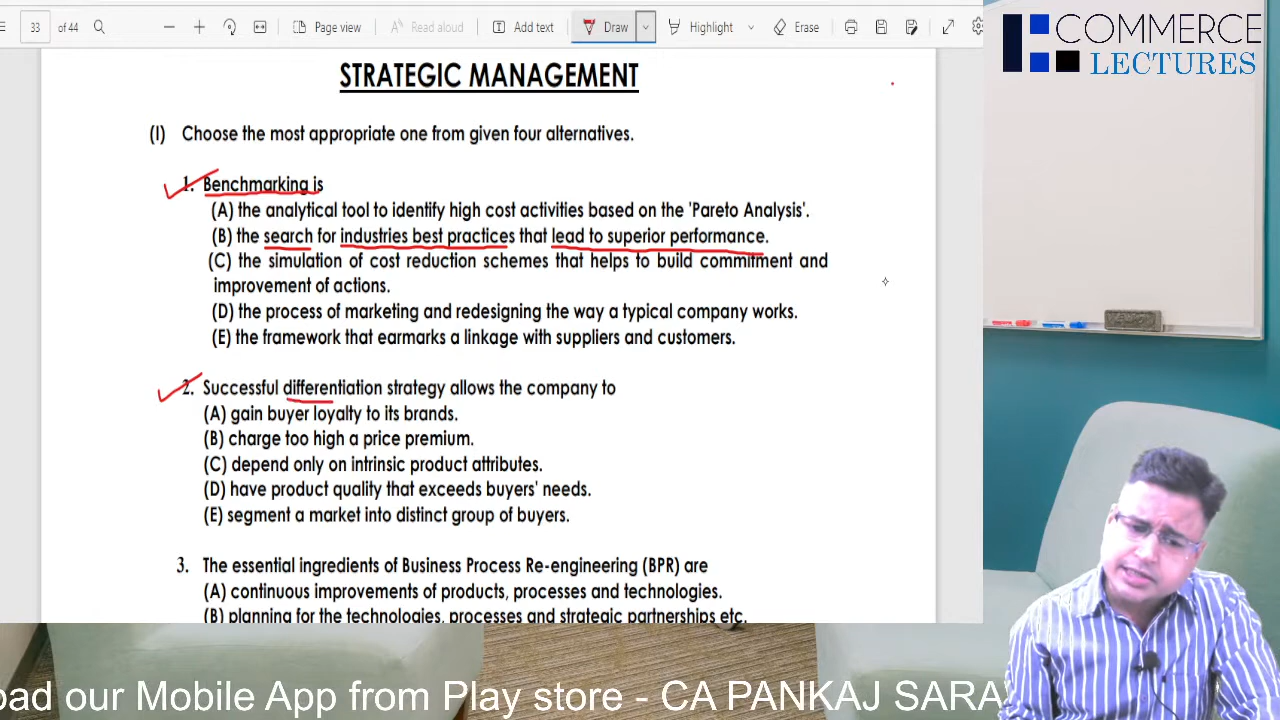 33 of 44 Page view Read aloud Add text Draw Highlight Erase
COMMERCE
LECTURES
STRATEGIC MANAGEMENT
(I) Choose the most appropriate one from given four alternatives.
1. Benchmarking is
(A) the analytical tool to identify high cost activities based on the 'Pareto Analysis'.
(B) the search for industries best practices that lead to superior performance.
(C) the simulation of cost reduction schemes that helps to build commitment and
improvement of actions.
(D) the process of marketing and redesigning the way a typical company works.
(E) the framework that earmarks a linkage with suppliers and customers.
2. Successful differentiation strategy allows the company to
(A) gain buyer loyalty to its brands.
(B) charge too high a price premium.
(C) depend only on intrinsic product attributes.
(D) have product quality that exceeds buyers' needs.
(E) segment a market into distinct group of buyers.
3. The essential ingredients of Business Process Re-engineering (BPR) are
(A) continuous improvements of products, processes and technologies.
(B) planning for the technologies, processes and strategic partnerships etc.
oad our Mobile App from Play store - CA PANKAJ SARA